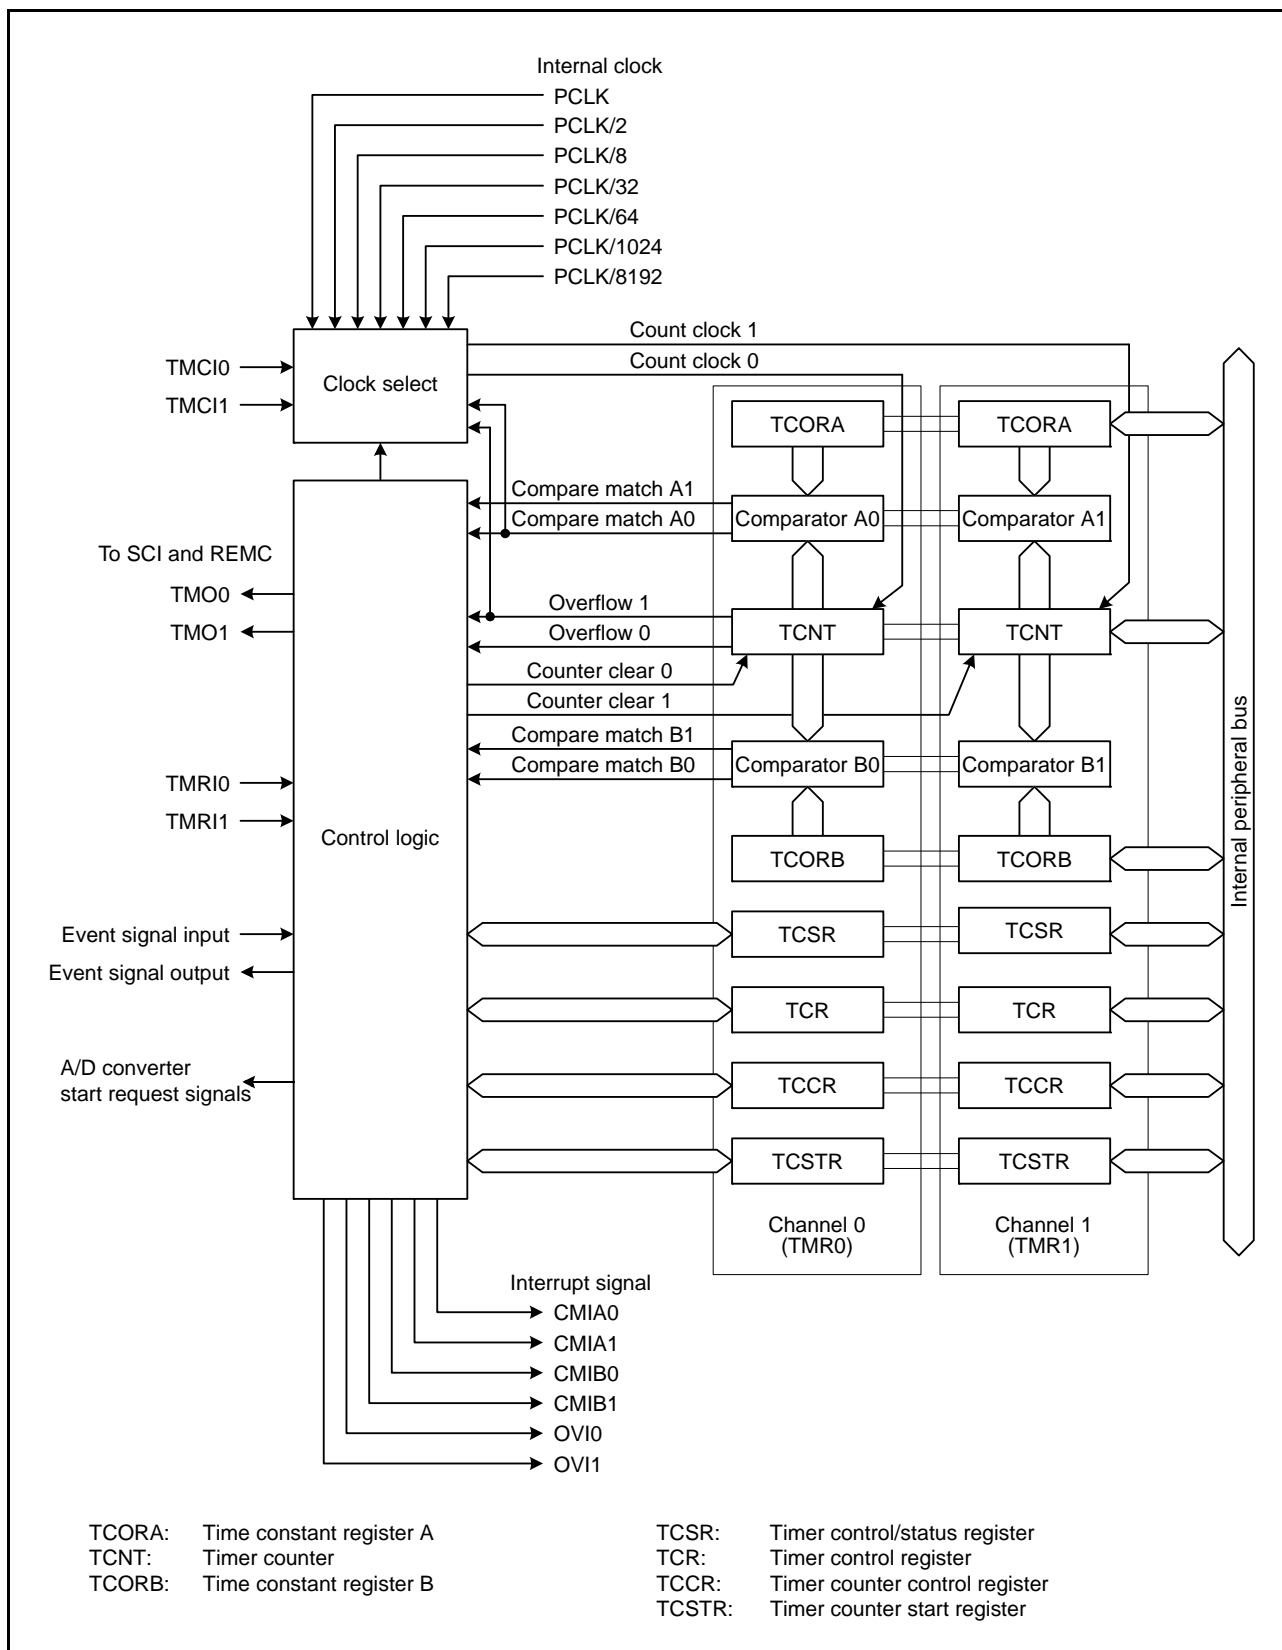 Internal clock
PCLK
PCLK/2
PCLK/8
PCLK/32
PCLK/64
PCLK/1024
PCLK/8192
Count clock 1
Count clock 0
TMCI0
TMCI1
Clock select
TCORA
TCORA
Compare match A1
Compare match A0
Comparator A0
Comparator A1
To SCI and REMC
TMO0
TMO1
Overflow 1
Overflow 0
TCNT
TCNT
Counter clear 0
Counter clear 1
Compare match B1
Compare match B0
Comparator B0
Comparator B1
TMRI0
TMRI1
Control logic
TCORB
TCORB
Internal peripheral bus
Event signal input
Event signal output
TCSR
TCSR
TCR
TCR
A/D converter
start request signals
TCCR
TCCR
TCSTR
TCSTR
Channel 0
(TMR0)
Channel 1
(TMR1)
Interrupt signal
CMIA0
CMIA1
CMIB0
CMIB1
OVI0
OVI1
TCORA: Time constant register A
TCNT: Timer counter
TCORB: Time constant register B
TCSR: Timer control/status register
TCR: Timer control register
TCCR: Timer counter control register
TCSTR: Timer counter start register